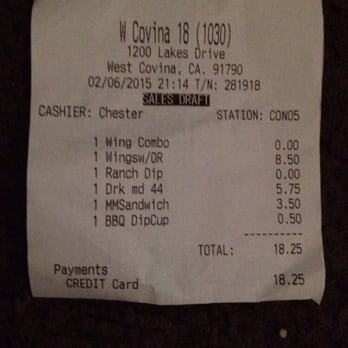 W Covina 18 (1030)
1200 Lakes Drive
West Covina, CA. 91790
02/06/2015 21:14 T/N: 281918
SALES DRAFT
CASHIER: Chester STATION: CON05
1 Wing Combo 0.00
1 Wingsw/OR 8.50
1 Ranch Dip 0.00
1 Drk md 44 5.75
1 MMSandwich 3.50
1 BBQ DipCup 0.50
----------
TOTAL: 18.25
Payments
CREDIT Card 18.25